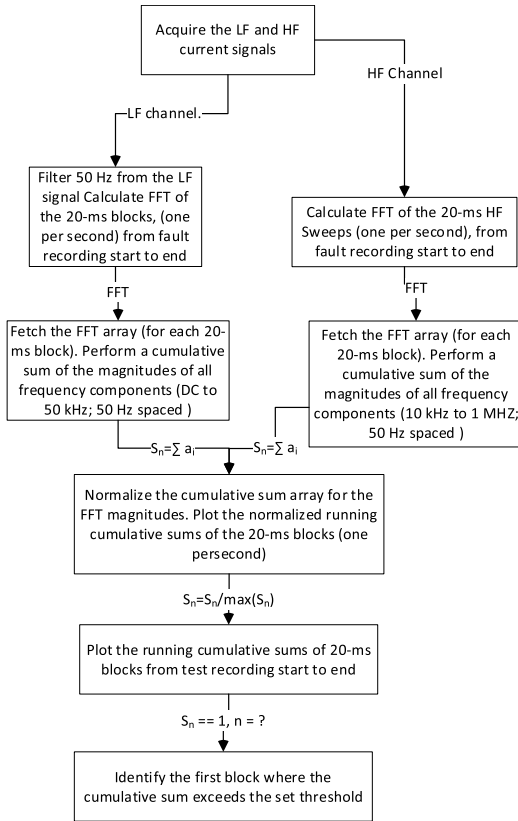 Acquire the LF and HF
current signals
HF Channel
LF channel.
Filter 50 Hz from the LF
signal Calculate FFT of
the 20-ms blocks, (one
per second) from fault
recording start to end
Calculate FFT of the 20-ms HF
Sweeps (one per second), from
fault recording start to end
FFT
FFT
Fetch the FFT array (for each 20-
ms block). Perform a cumulative
sum of the magnitudes of all
frequency components (DC to
50 kHz; 50 Hz spaced )
Fetch the FFT array (for each
20-ms block). Perform a
cumulative sum of the
magnitudes of all frequency
components (10 kHz to 1 MHZ;
50 Hz spaced )
Sₙ=∑ aᵢ
Sₙ=∑ aᵢ
Normalize the cumulative sum array for the
FFT magnitudes. Plot the normalized running
cumulative sums of the 20-ms blocks (one
persecond)
Sₙ=Sₙ/max(Sₙ)
Plot the running cumulative sums of 20-ms
blocks from test recording start to end
Sₙ == 1, n = ?
Identify the first block where the
cumulative sum exceeds the set threshold